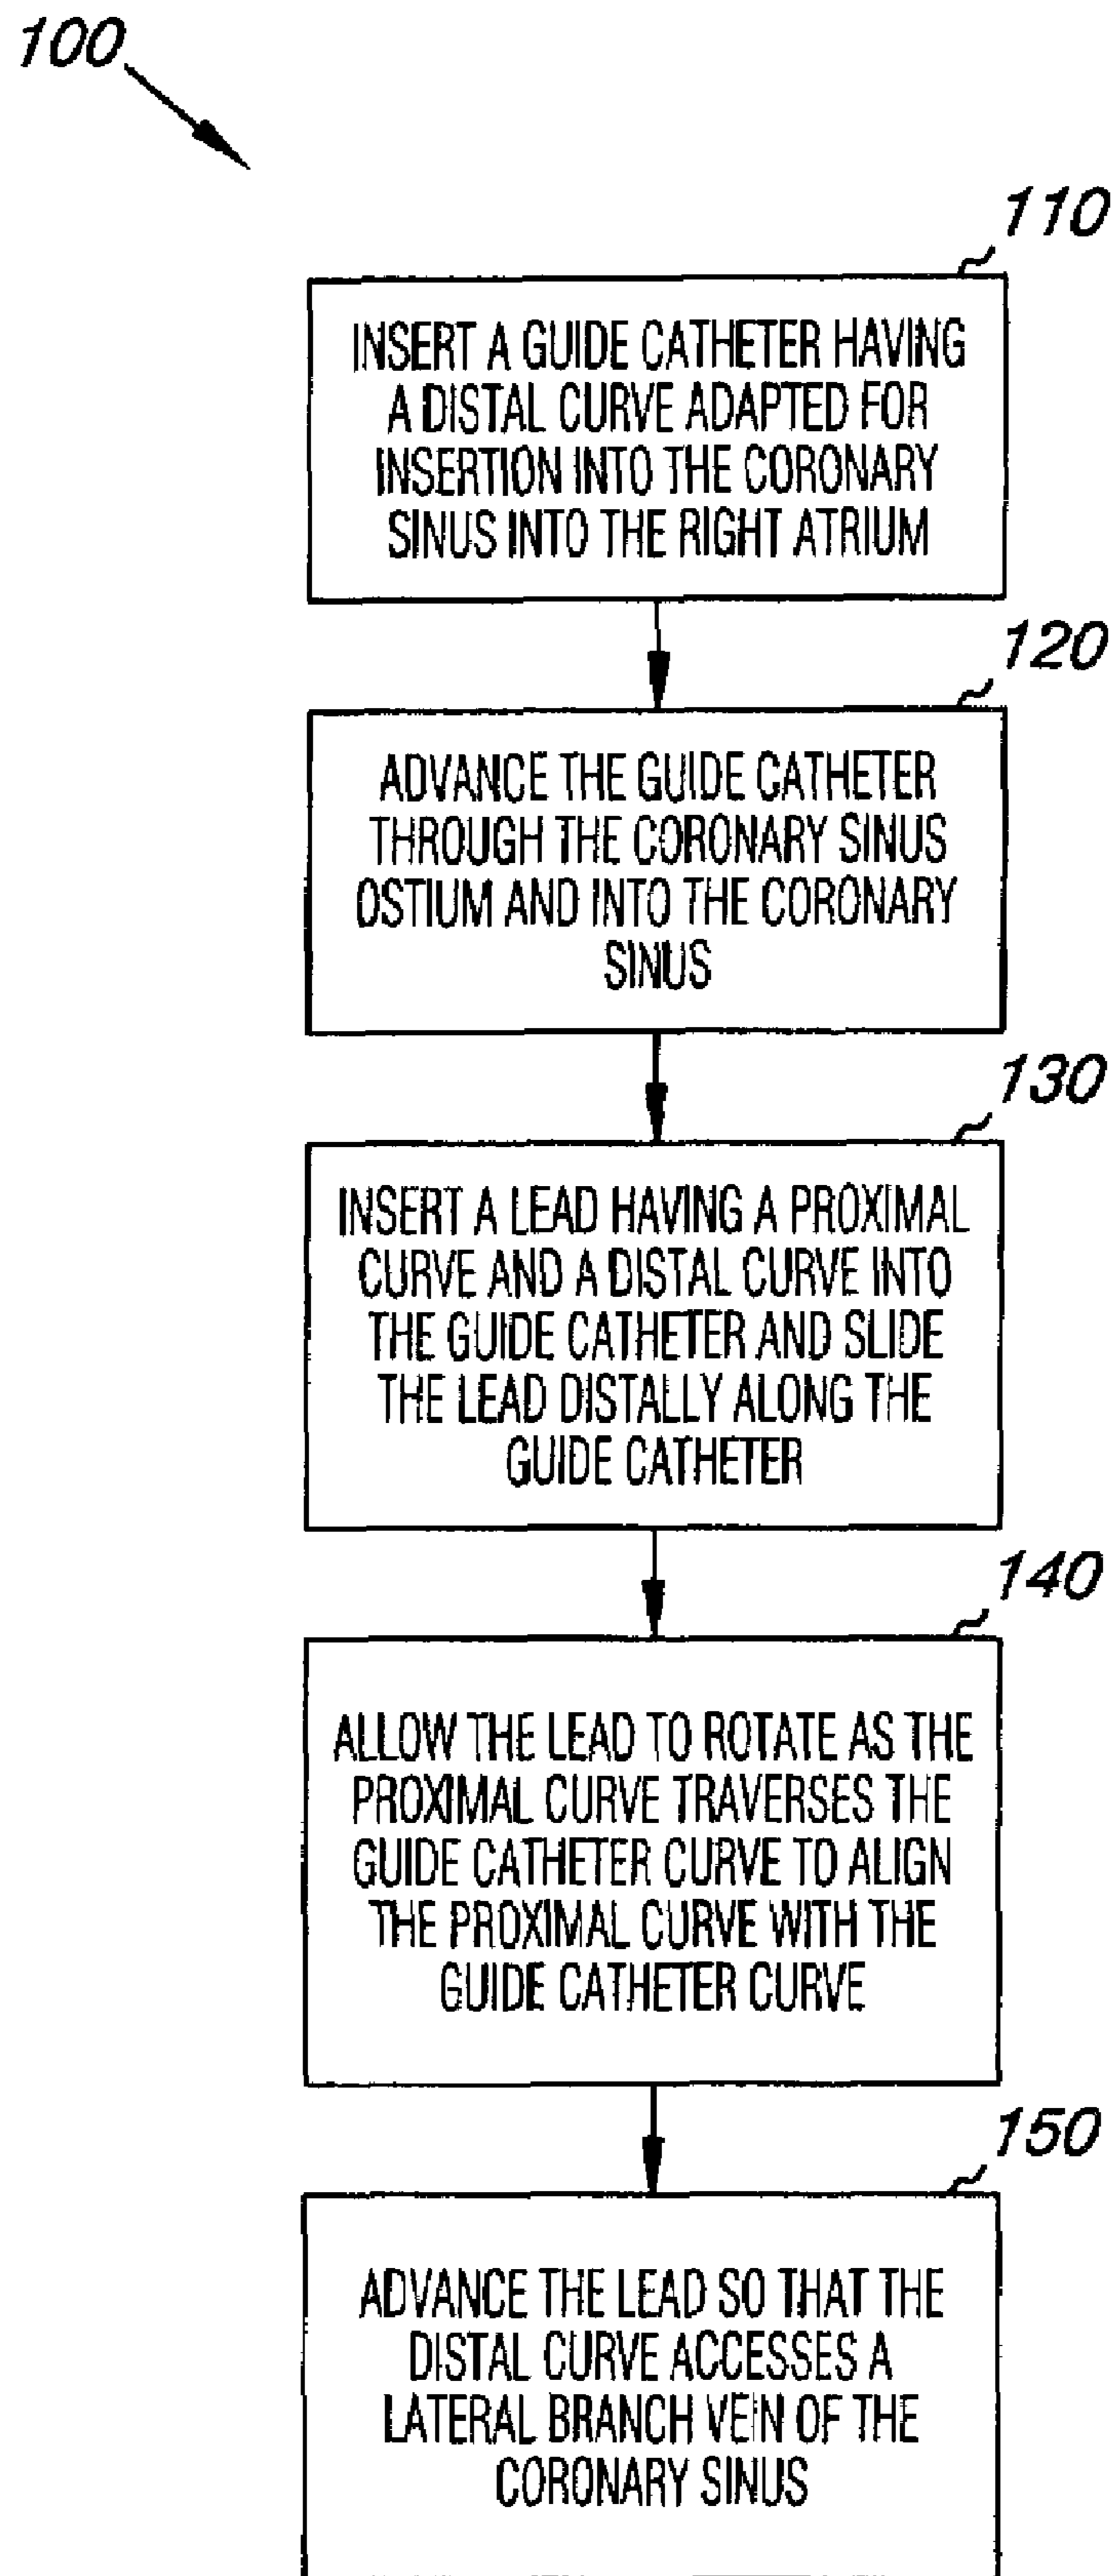 100
110
INSERT A GUIDE CATHETER HAVING
A DISTAL CURVE ADAPTED FOR
INSERTION INTO THE CORONARY
SINUS INTO THE RIGHT ATRIUM
120
ADVANCE THE GUIDE CATHETER
THROUGH THE CORONARY SINUS
OSTIUM AND INTO THE CORONARY
SINUS
130
INSERT A LEAD HAVING A PROXIMAL
CURVE AND A DISTAL CURVE INTO
THE GUIDE CATHETER AND SLIDE
THE LEAD DISTALLY ALONG THE
GUIDE CATHETER
140
ALLOW THE LEAD TO ROTATE AS THE
PROXIMAL CURVE TRAVERSES THE
GUIDE CATHETER CURVE TO ALIGN
THE PROXIMAL CURVE WITH THE
GUIDE CATHETER CURVE
150
ADVANCE THE LEAD SO THAT THE
DISTAL CURVE ACCESSES A
LATERAL BRANCH VEIN OF THE
CORONARY SINUS